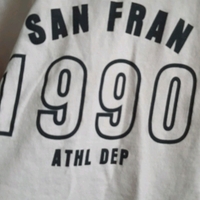 SAN FRAN
1990
ATHL DEP